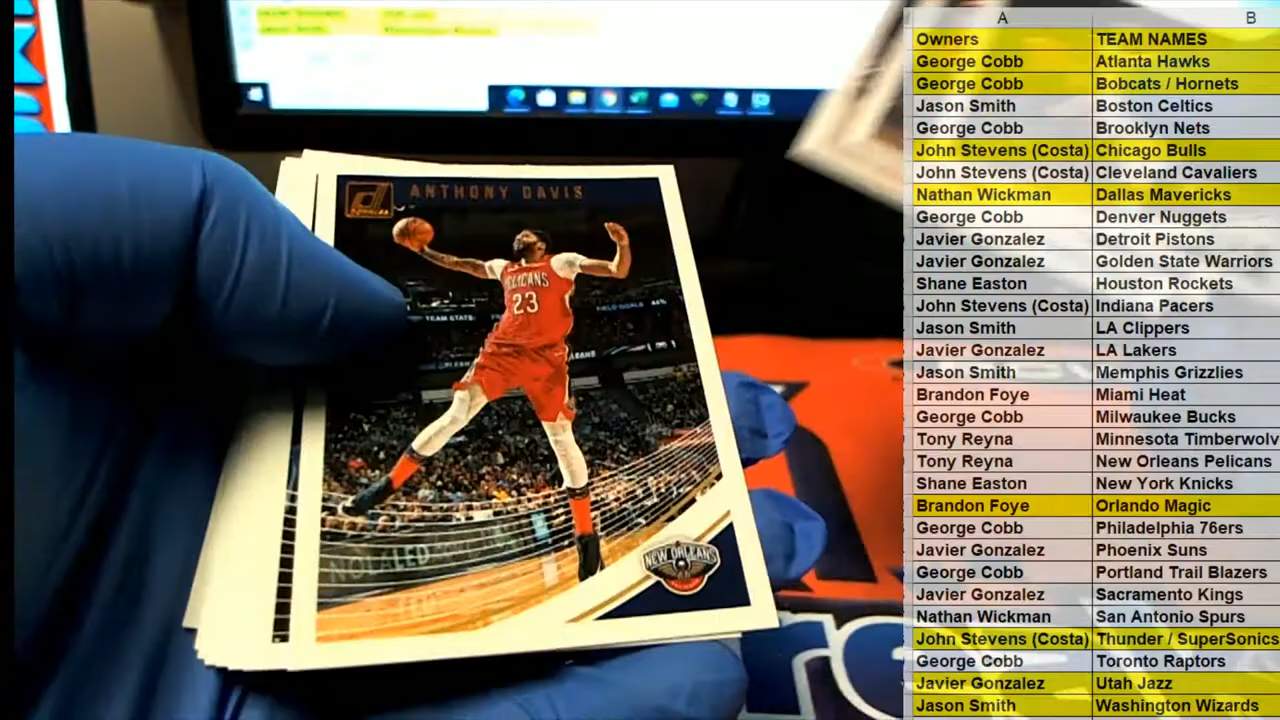 ANTHONY DAVIS
PELICANS
23
TEAM STATS:
FIELD GOALS 44%
NEW ORLEANS
A B
Owners TEAM NAMES
George Cobb Atlanta Hawks
George Cobb Bobcats / Hornets
Jason Smith Boston Celtics
George Cobb Brooklyn Nets
John Stevens (Costa) Chicago Bulls
John Stevens (Costa) Cleveland Cavaliers
Nathan Wickman Dallas Mavericks
George Cobb Denver Nuggets
Javier Gonzalez Detroit Pistons
Javier Gonzalez Golden State Warriors
Shane Easton Houston Rockets
John Stevens (Costa) Indiana Pacers
Jason Smith LA Clippers
Javier Gonzalez LA Lakers
Jason Smith Memphis Grizzlies
Brandon Foye Miami Heat
George Cobb Milwaukee Bucks
Tony Reyna Minnesota Timberwolv
Tony Reyna New Orleans Pelicans
Shane Easton New York Knicks
Brandon Foye Orlando Magic
George Cobb Philadelphia 76ers
Javier Gonzalez Phoenix Suns
George Cobb Portland Trail Blazers
Javier Gonzalez Sacramento Kings
Nathan Wickman San Antonio Spurs
John Stevens (Costa) Thunder / SuperSonics
George Cobb Toronto Raptors
Javier Gonzalez Utah Jazz
Jason Smith Washington Wizards